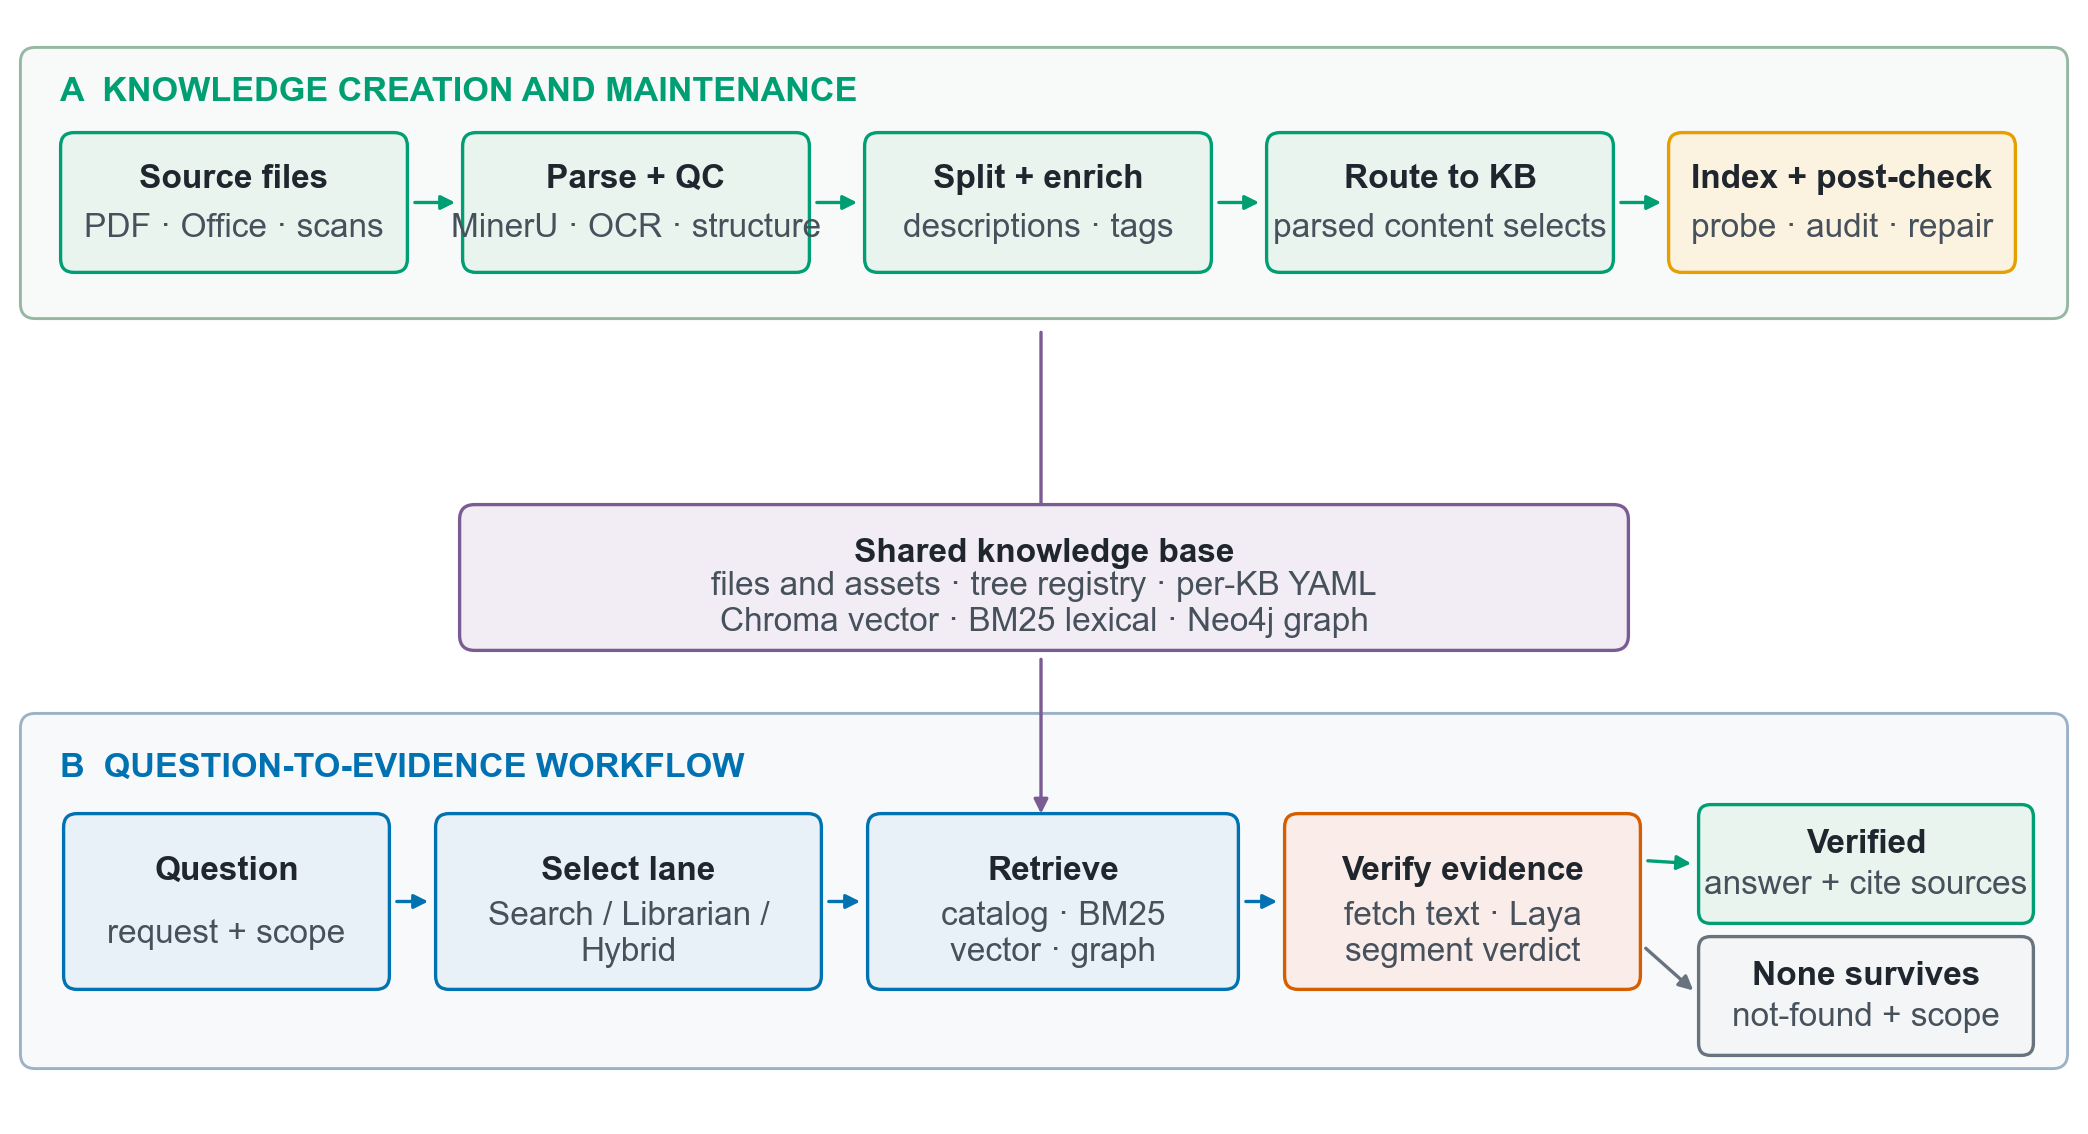 A KNOWLEDGE CREATION AND MAINTENANCE
Source files
PDF · Office · scans
Parse + QC
MinerU · OCR · structure
Split + enrich
descriptions · tags
Route to KB
parsed content selects
Index + post-check
probe · audit · repair
Shared knowledge base
files and assets · tree registry · per-KB YAML
Chroma vector · BM25 lexical · Neo4j graph
B QUESTION-TO-EVIDENCE WORKFLOW
Question
request + scope
Select lane
Search / Librarian /
Hybrid
Retrieve
catalog · BM25
vector · graph
Verify evidence
fetch text · Laya
segment verdict
Verified
answer + cite sources
None survives
not-found + scope